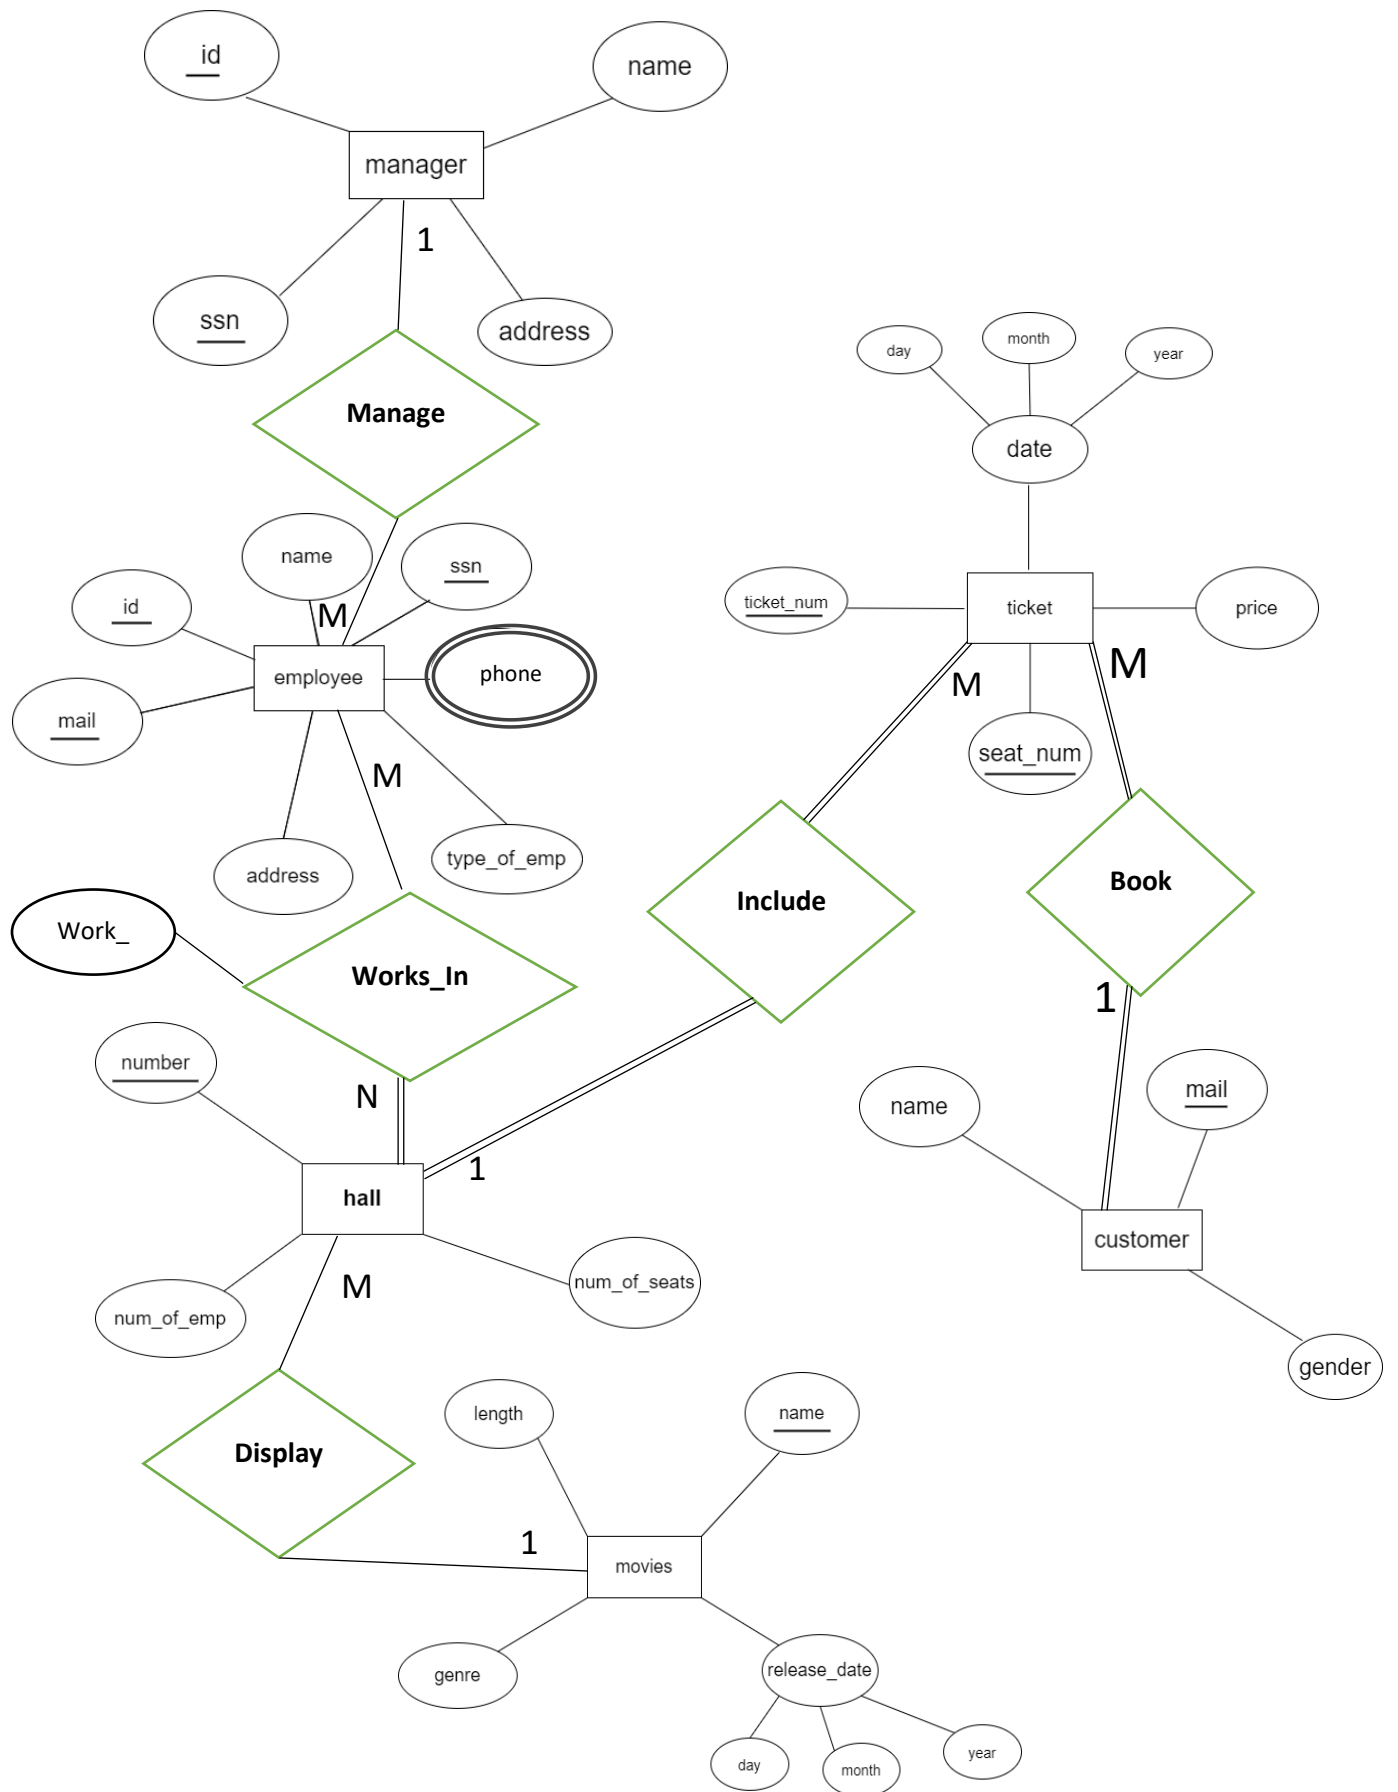 id
name
manager
1
ssn
address
Manage
day
month
year
date
name
ssn
id
M
employee
phone
mail
ticket_num
ticket
price
M
M
seat_num
M
address
type_of_emp
Work_
Works_In
Include
Book
number
N
1
name
mail
hall
1
customer
num_of_emp
M
num_of_seats
gender
length
name
Display
1
movies
genre
release_date
day
month
year